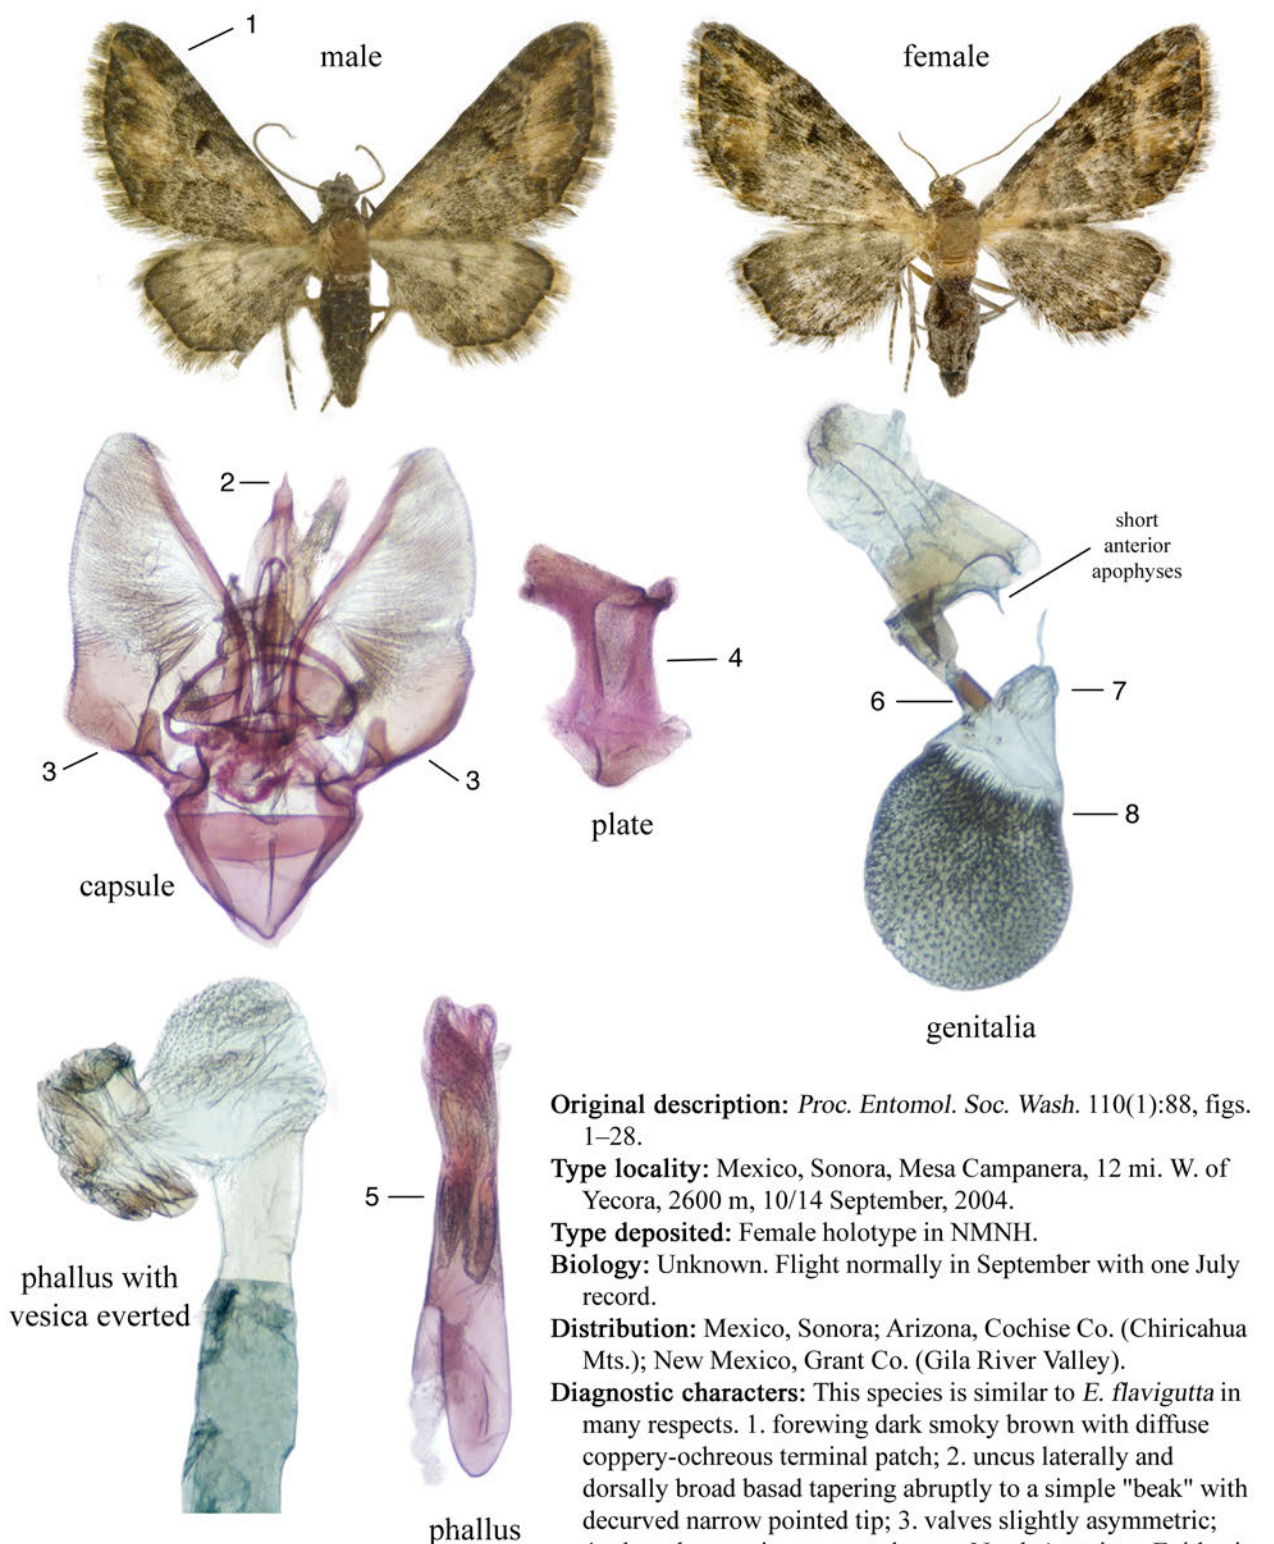 1
male
female
2
short
anterior
apophyses
4
6
7
3
3
8
plate
capsule
genitalia
5
phallus with
vesica everted
phallus
Original description: Proc. Entomol. Soc. Wash. 110(1):88, figs.
1–28.
Type locality: Mexico, Sonora, Mesa Campanera, 12 mi. W. of
Yecora, 2600 m, 10/14 September, 2004.
Type deposited: Female holotype in NMNH.
Biology: Unknown. Flight normally in September with one July
record.
Distribution: Mexico, Sonora; Arizona, Cochise Co. (Chiricahua
Mts.); New Mexico, Grant Co. (Gila River Valley).
Diagnostic characters: This species is similar to E. flavigutta in
many respects. 1. forewing dark smoky brown with diffuse
coppery-ochreous terminal patch; 2. uncus laterally and
dorsally broad basad tapering abruptly to a simple "beak" with
decurved narrow pointed tip; 3. valves slightly asymmetric;